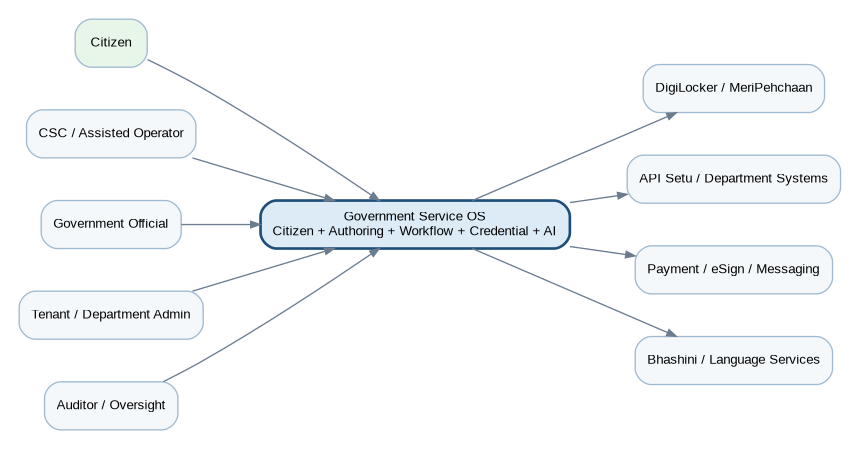 Citizen
CSC / Assisted Operator
Government Official
Tenant / Department Admin
Auditor / Oversight
Government Service OS
Citizen + Authoring + Workflow + Credential + AI
DigiLocker / MeriPehchaan
API Setu / Department Systems
Payment / eSign / Messaging
Bhashini / Language Services